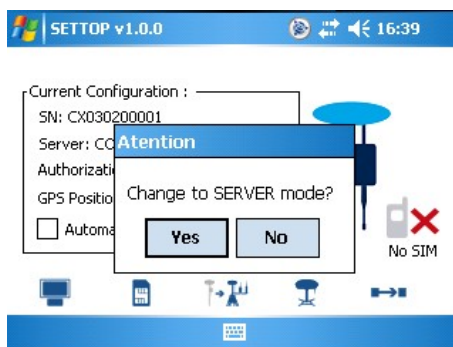 SETTOP v1.0.0 16:39
Current Configuration :
SN: CX030200001
Server: CO
Atention
Authorizati
GPS Positio
Change to SERVER mode?
Automa
Yes No
No SIM